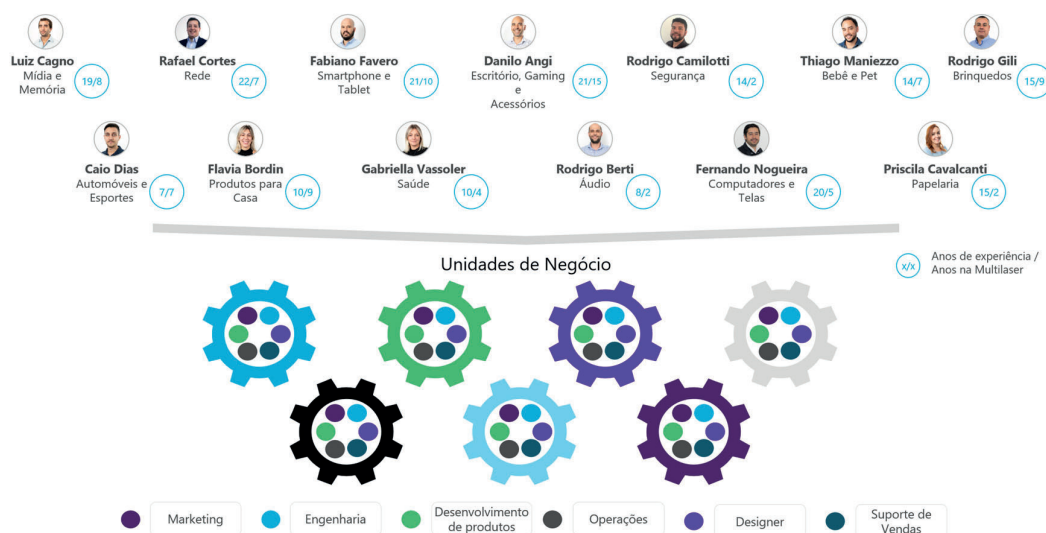 Luiz Cagno
Mídia e
Memória
19/8
Rafael Cortes
Rede
22/7
Fabiano Favero
Smartphone e
Tablet
21/10
Danilo Angi
Escritório, Gaming
e
Acessórios
21/15
Rodrigo Camilotti
Segurança
14/2
Thiago Maniezzo
Bebê e Pet
14/7
Rodrigo Gili
Brinquedos
15/9
Caio Dias
Automóveis e
Esportes
7/7
Flavia Bordin
Produtos para
Casa
10/9
Gabriella Vassoler
Saúde
10/4
Rodrigo Berti
Áudio
8/2
Fernando Nogueira
Computadores e
Telas
20/5
Priscila Cavalcanti
Papelaria
15/2
Unidades de Negócio
x/x
Anos de experiência /
Anos na Multilaser
Marketing
Engenharia
Desenvolvimento
de produtos
Operações
Designer
Suporte de
Vendas